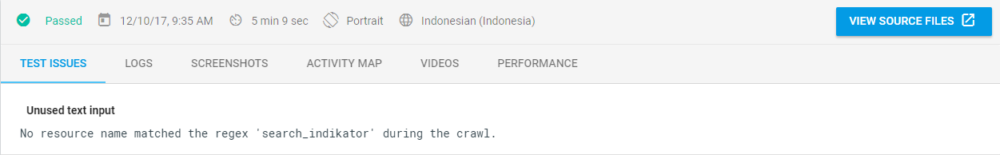 Passed 12/10/17, 9:35 AM 5 min 9 sec Portrait Indonesian (Indonesia) VIEW SOURCE FILES
TEST ISSUES LOGS SCREENSHOTS ACTIVITY MAP VIDEOS PERFORMANCE
Unused text input
No resource name matched the regex 'search_indikator' during the crawl.